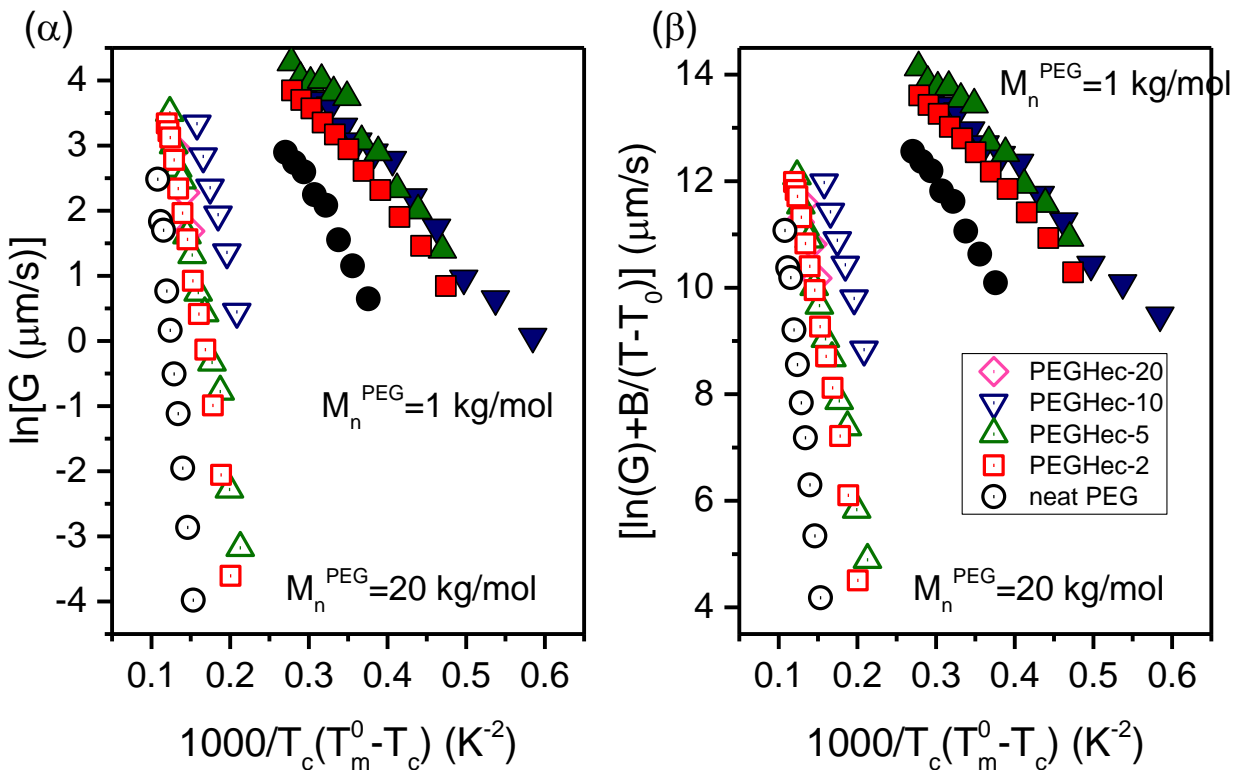 (α)
ln[G (μm/s)]
4
3
2
1
0
-1
-2
-3
-4
M_n^PEG=1 kg/mol
M_n^PEG=20 kg/mol
0.1 0.2 0.3 0.4 0.5 0.6
1000/T_c(T_m^0-T_c) (K^-2)
(β)
[ln(G)+B/(T-T_0)] (μm/s)
14
12
10
8
6
4
M_n^PEG=1 kg/mol
PEGHec-20
PEGHec-10
PEGHec-5
PEGHec-2
neat PEG
M_n^PEG=20 kg/mol
0.1 0.2 0.3 0.4 0.5 0.6
1000/T_c(T_m^0-T_c) (K^-2)